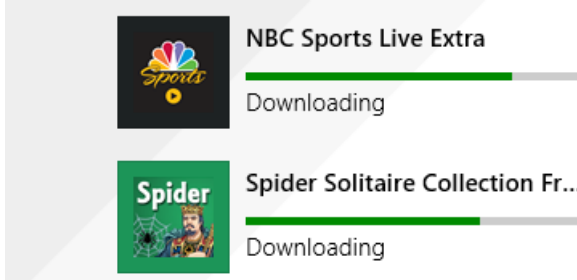 NBC Sports Live Extra
Sports
Downloading
Spider Solitaire Collection Fr...
Spider
Downloading